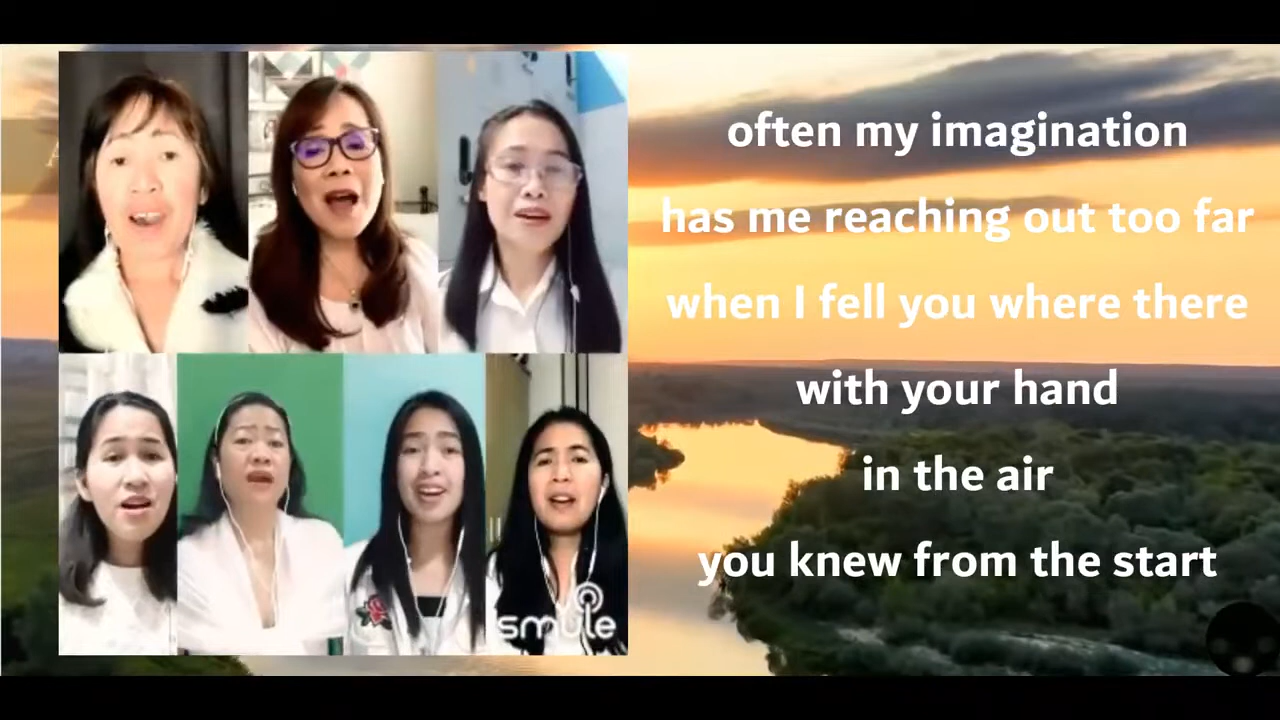 often my imagination
has me reaching out too far
when I fell you where there
with your hand
in the air
you knew from the start
smule